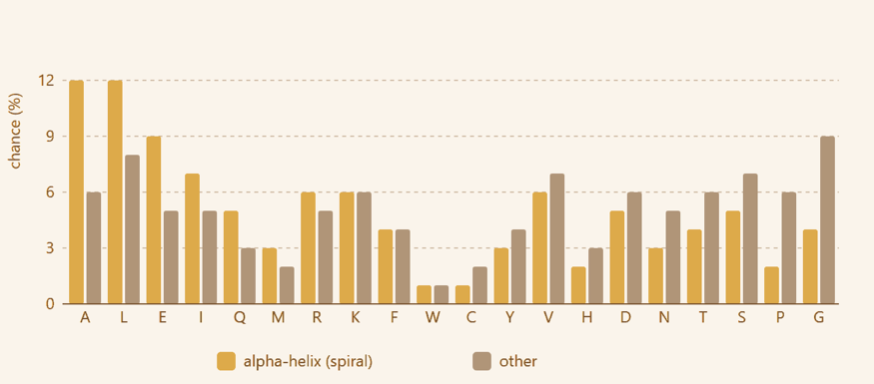 chance (%)
12
9
6
3
0
A L E I Q M R K F W C Y V H D N T S P G
alpha-helix (spiral) other